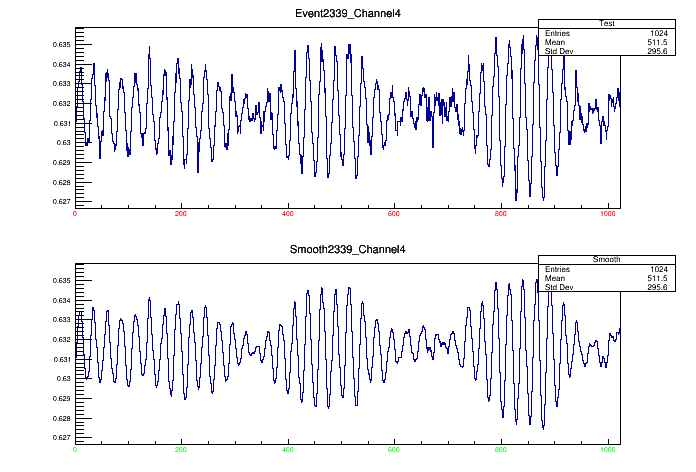 Event2339_Channel4
Test
Entries 1024
Mean 511.5
Std Dev 295.6
0.635
0.634
0.633
0.632
0.631
0.63
0.629
0.628
0.627
0 200 400 600 800 1000
Smooth2339_Channel4
Smooth
Entries 1024
Mean 511.5
Std Dev 295.6
0.635
0.634
0.633
0.632
0.631
0.63
0.629
0.628
0.627
0 200 400 600 800 1000